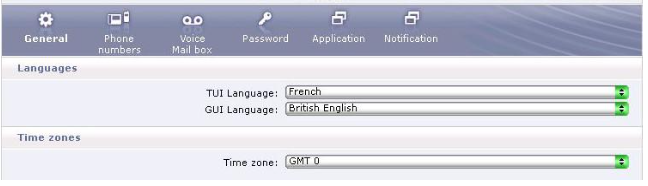 General Phone numbers Voice Mail box Password Application Notification
Languages
TUI Language: French
GUI Language: British English
Time zones
Time zone: GMT 0